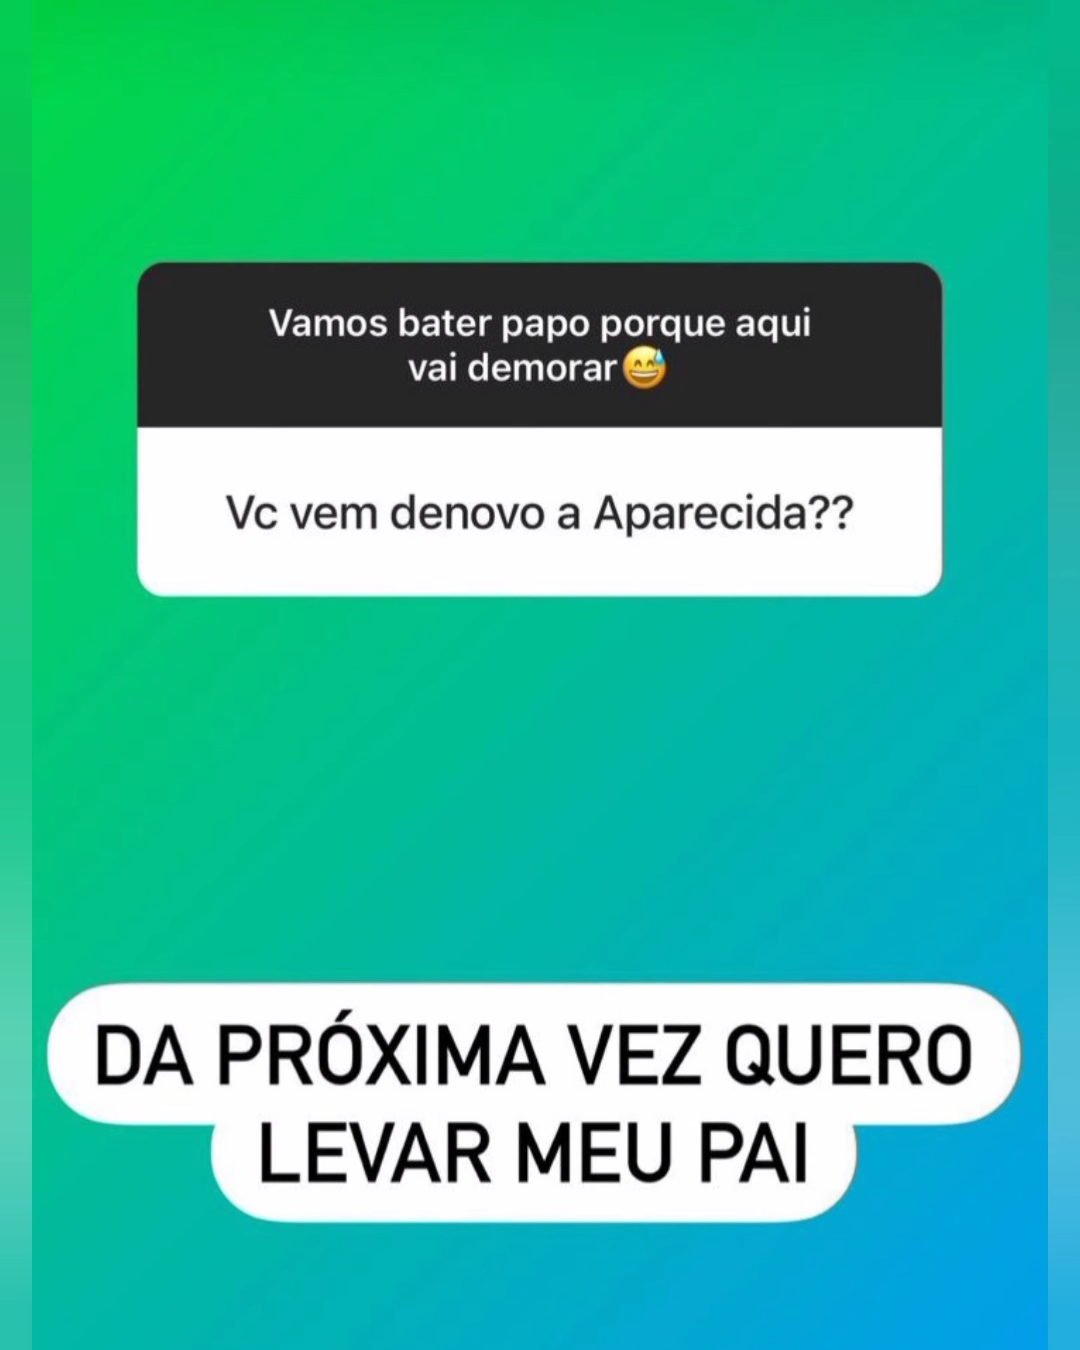 Vamos bater papo porque aqui
vai demorar😅
Vc vem denovo a Aparecida??
DA PRÓXIMA VEZ QUERO
LEVAR MEU PAI